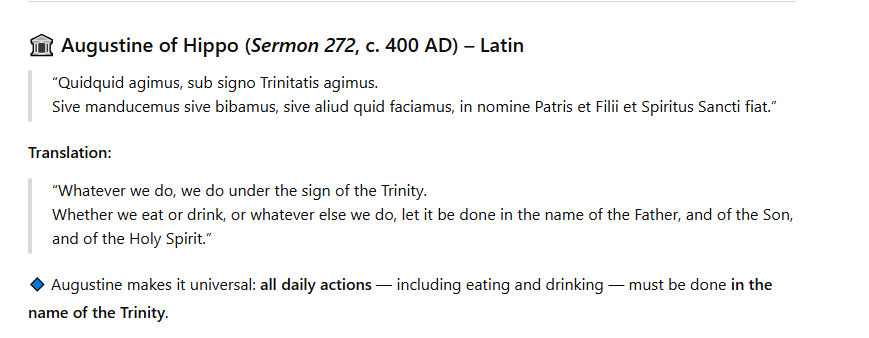 🏛️ Augustine of Hippo (Sermon 272, c. 400 AD) – Latin
"Quidquid agimus, sub signo Trinitatis agimus.
Sive manducemus sive bibamus, sive aliud quid faciamus, in nomine Patris et Filii et Spiritus Sancti fiat."
Translation:
"Whatever we do, we do under the sign of the Trinity.
Whether we eat or drink, or whatever else we do, let it be done in the name of the Father, and of the Son,
and of the Holy Spirit."
🔹 Augustine makes it universal: all daily actions — including eating and drinking — must be done in the
name of the Trinity.